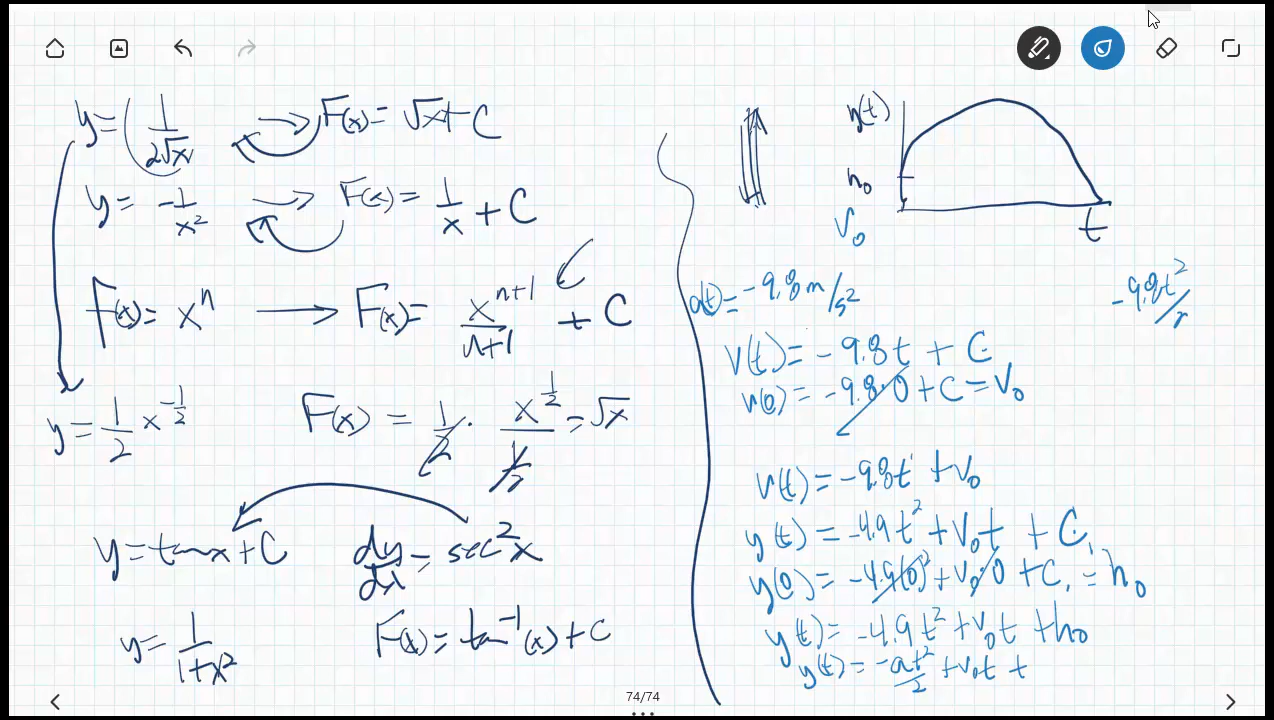 y = (1/(2√x) → F(x) = √x + C
y = -1/x² → F(x) = 1/x + C
F(x) = xⁿ → F(x) = xⁿ⁺¹/(n+1) + C
y = 1/2 x^(-1/2) F(x) = 1/2 · x^(1/2)/(1/2) = √x
y = tan x + C dy/dx = sec²x
y = 1/(1+x²) F(x) = tan⁻¹(x) + C
y(t)
h₀
V₀
t
a(t) = -9.8 m/s²
-9.8t²/r
v(t) = -9.8t + C
v(0) = -9.8·0 + C = V₀
v(t) = -9.8t¹ + v₀
y(t) = -4.9t² + V₀t + C₁
y(0) = -4.9(0)² + v₀·0 + C₁ = h₀
y(t) = -4.9t² + v₀t + h₀
y(t) = -at²/2 + v₀t +
74/74